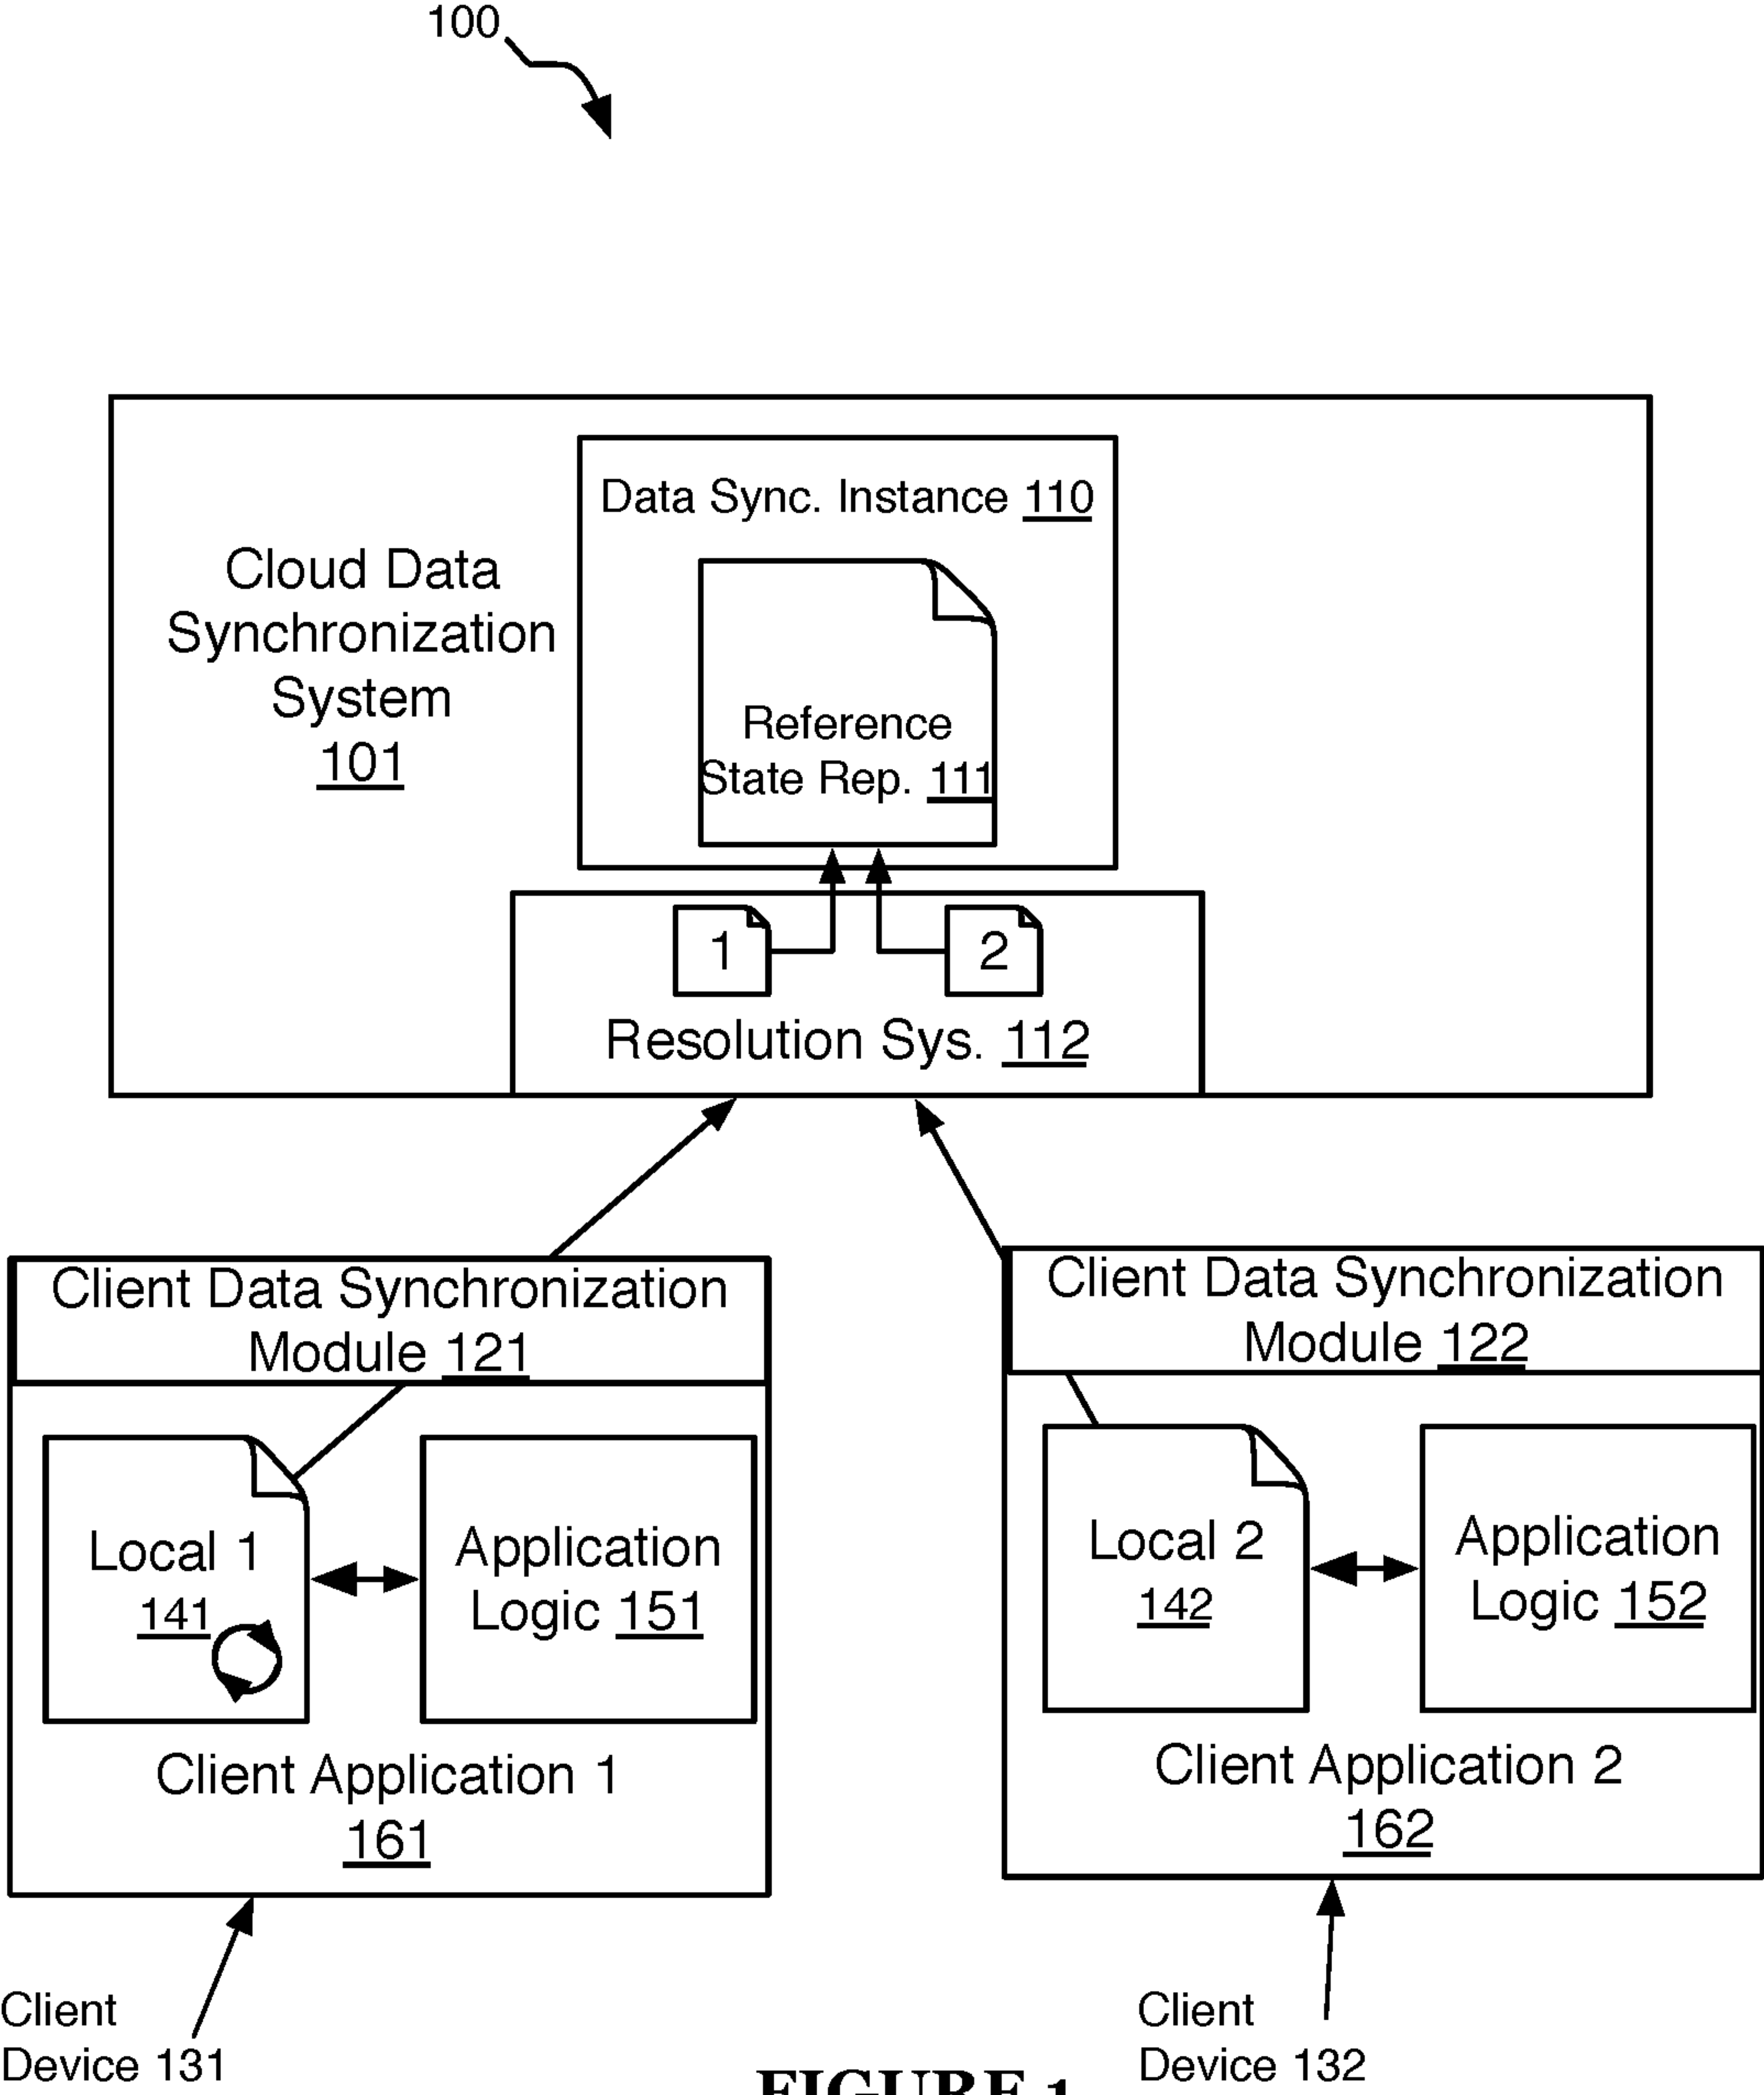 100
Data Sync. Instance 110
Cloud Data
Synchronization
System
101
Reference
State Rep. 111
1
2
Resolution Sys. 112
Client Data Synchronization
Module 121
Local 1
141
Application
Logic 151
Client Application 1
161
Client Data Synchronization
Module 122
Local 2
142
Application
Logic 152
Client Application 2
162
Client
Device 131
Client
Device 132
FIGURE 1